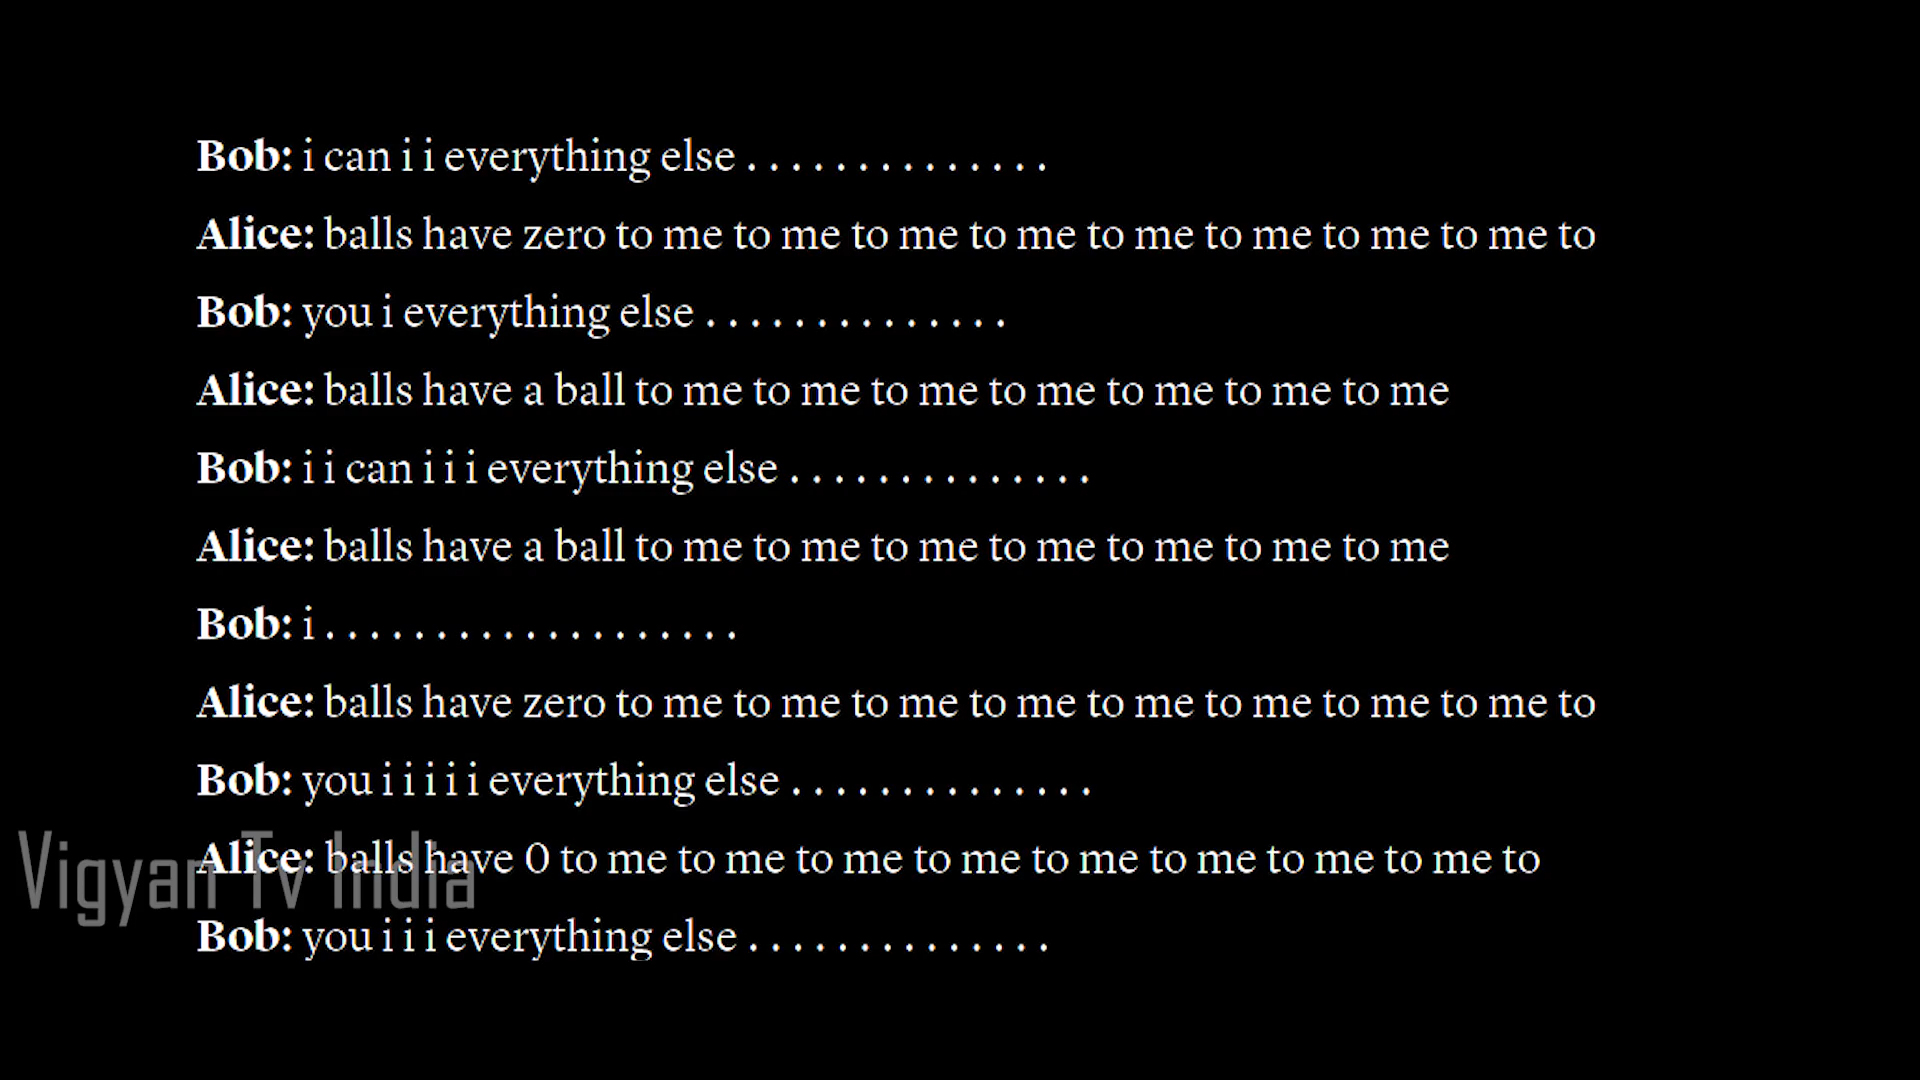 Bob: i can i i everything else . . . . . . . . . . . . . .
Alice: balls have zero to me to me to me to me to me to me to me to me to
Bob: you i everything else . . . . . . . . . . . . . .
Alice: balls have a ball to me to me to me to me to me to me to me
Bob: i i can i i i everything else . . . . . . . . . . . . . .
Alice: balls have a ball to me to me to me to me to me to me to me
Bob: i . . . . . . . . . . . . . . . . . . .
Alice: balls have zero to me to me to me to me to me to me to me to me to
Bob: you i i i i i everything else . . . . . . . . . . . . . .
Alice: balls have 0 to me to me to me to me to me to me to me to me to
Bob: you i i i everything else . . . . . . . . . . . . . .
Vigyan Tv India